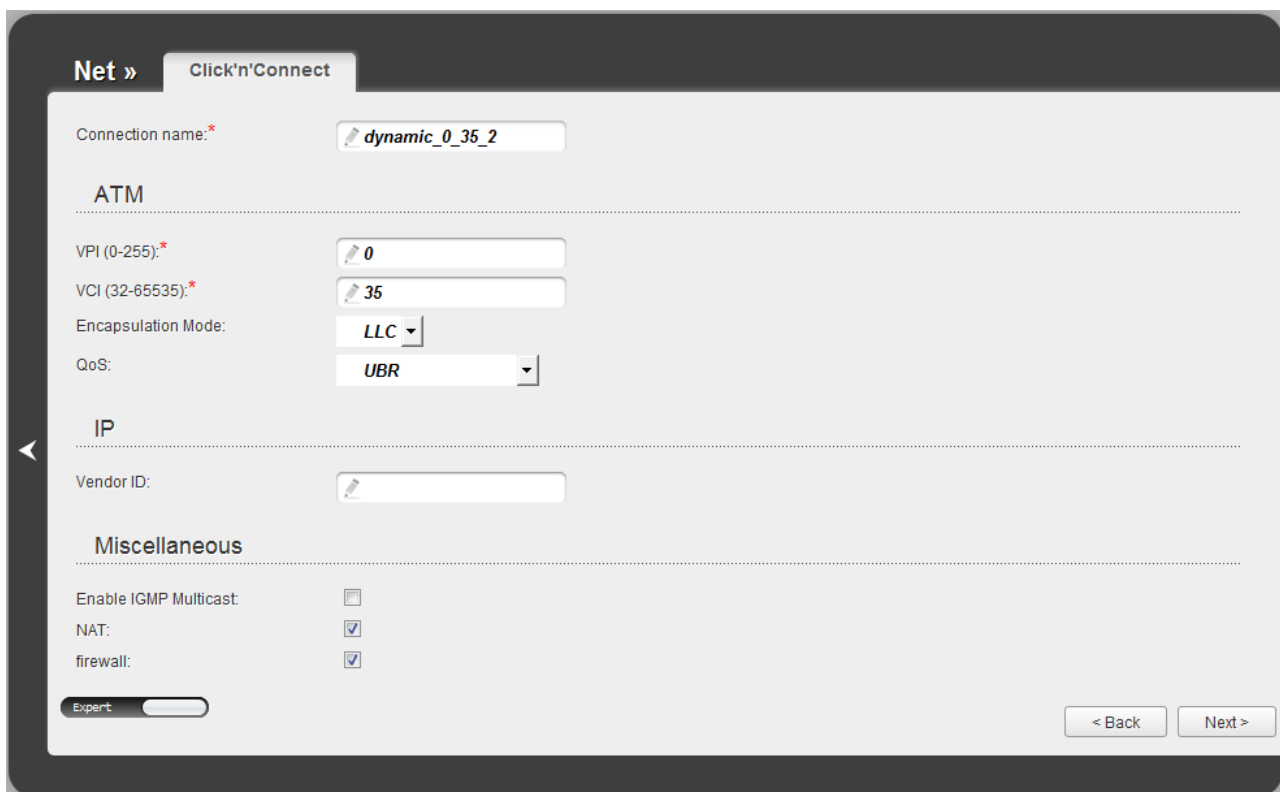 Net »
Click'n'Connect
Connection name:* dynamic_0_35_2
ATM
VPI (0-255):* 0
VCI (32-65535):* 35
Encapsulation Mode: LLC
QoS: UBR
IP
Vendor ID:
Miscellaneous
Enable IGMP Multicast:
NAT:
firewall:
Expert
< Back Next >